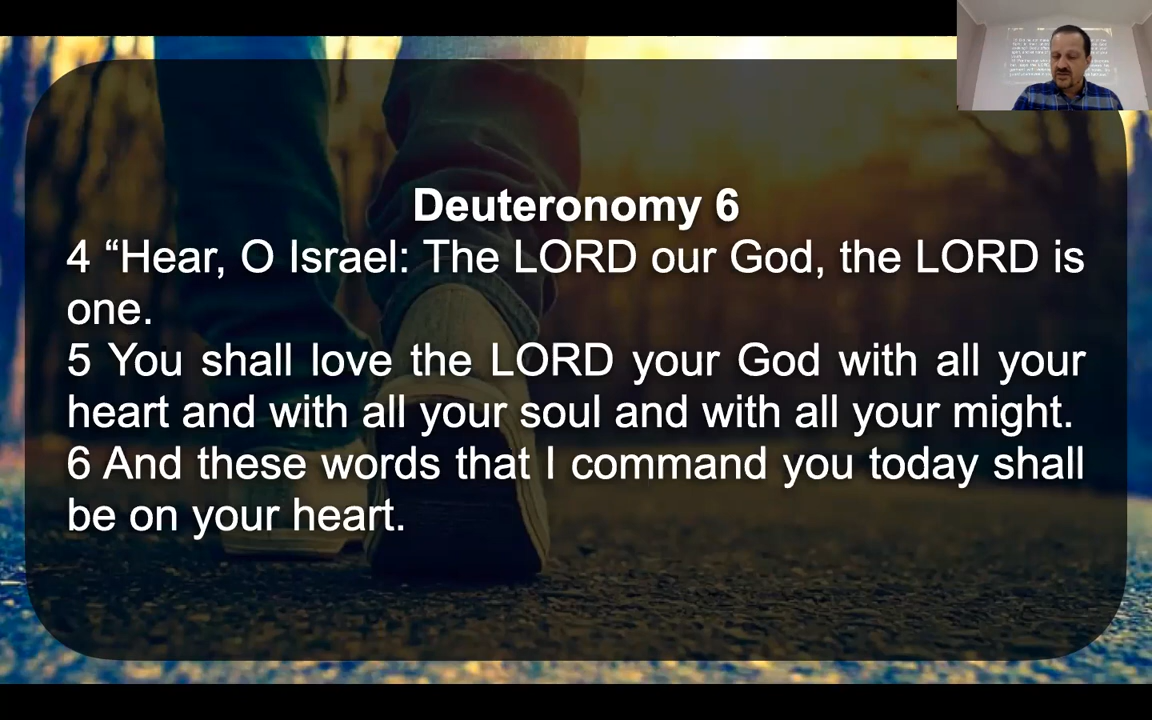 Deuteronomy 6
4 “Hear, O Israel: The LORD our God, the LORD is
one.
5 You shall love the LORD your God with all your
heart and with all your soul and with all your might.
6 And these words that I command you today shall
be on your heart.